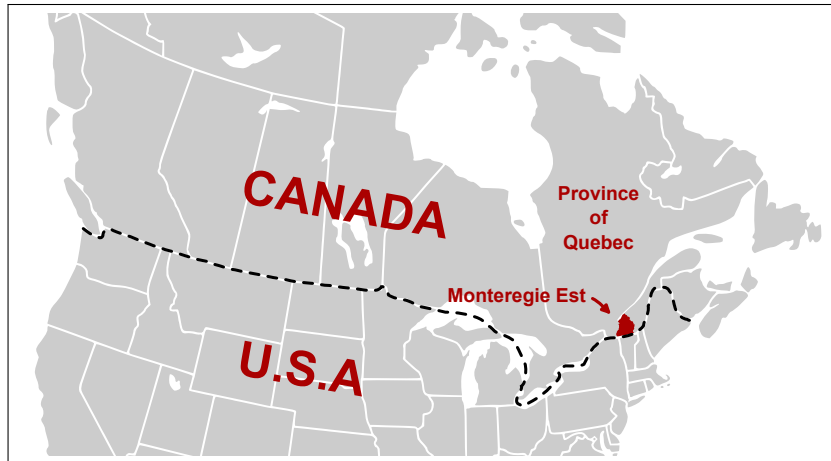 CANADA
Province
of
Quebec
Monteregie Est
U.S.A